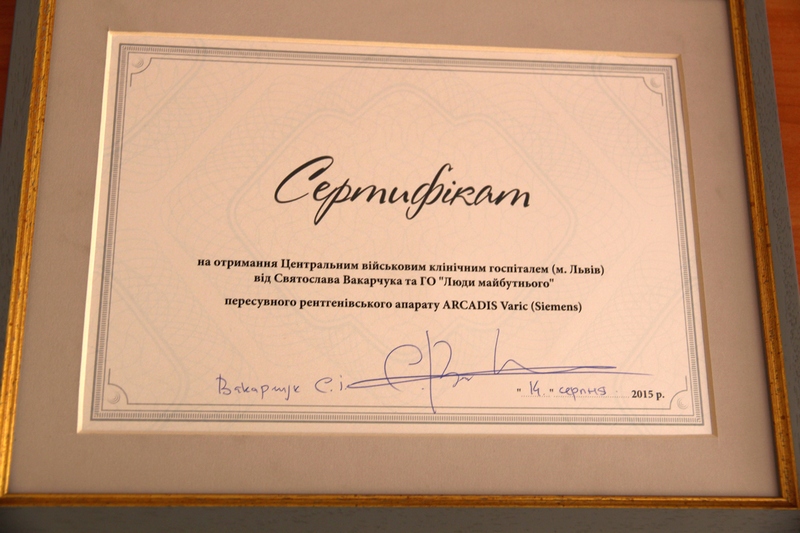 Сертифікат
на отримання Центральним військовим клінічним госпіталем (м. Львів)
від Святослава Вакарчука та ГО "Люди майбутнього"
пересувного рентгенівського апарату ARCADIS Varic (Siemens)
Вакарчук С.І. "14" серпня 2015 р.